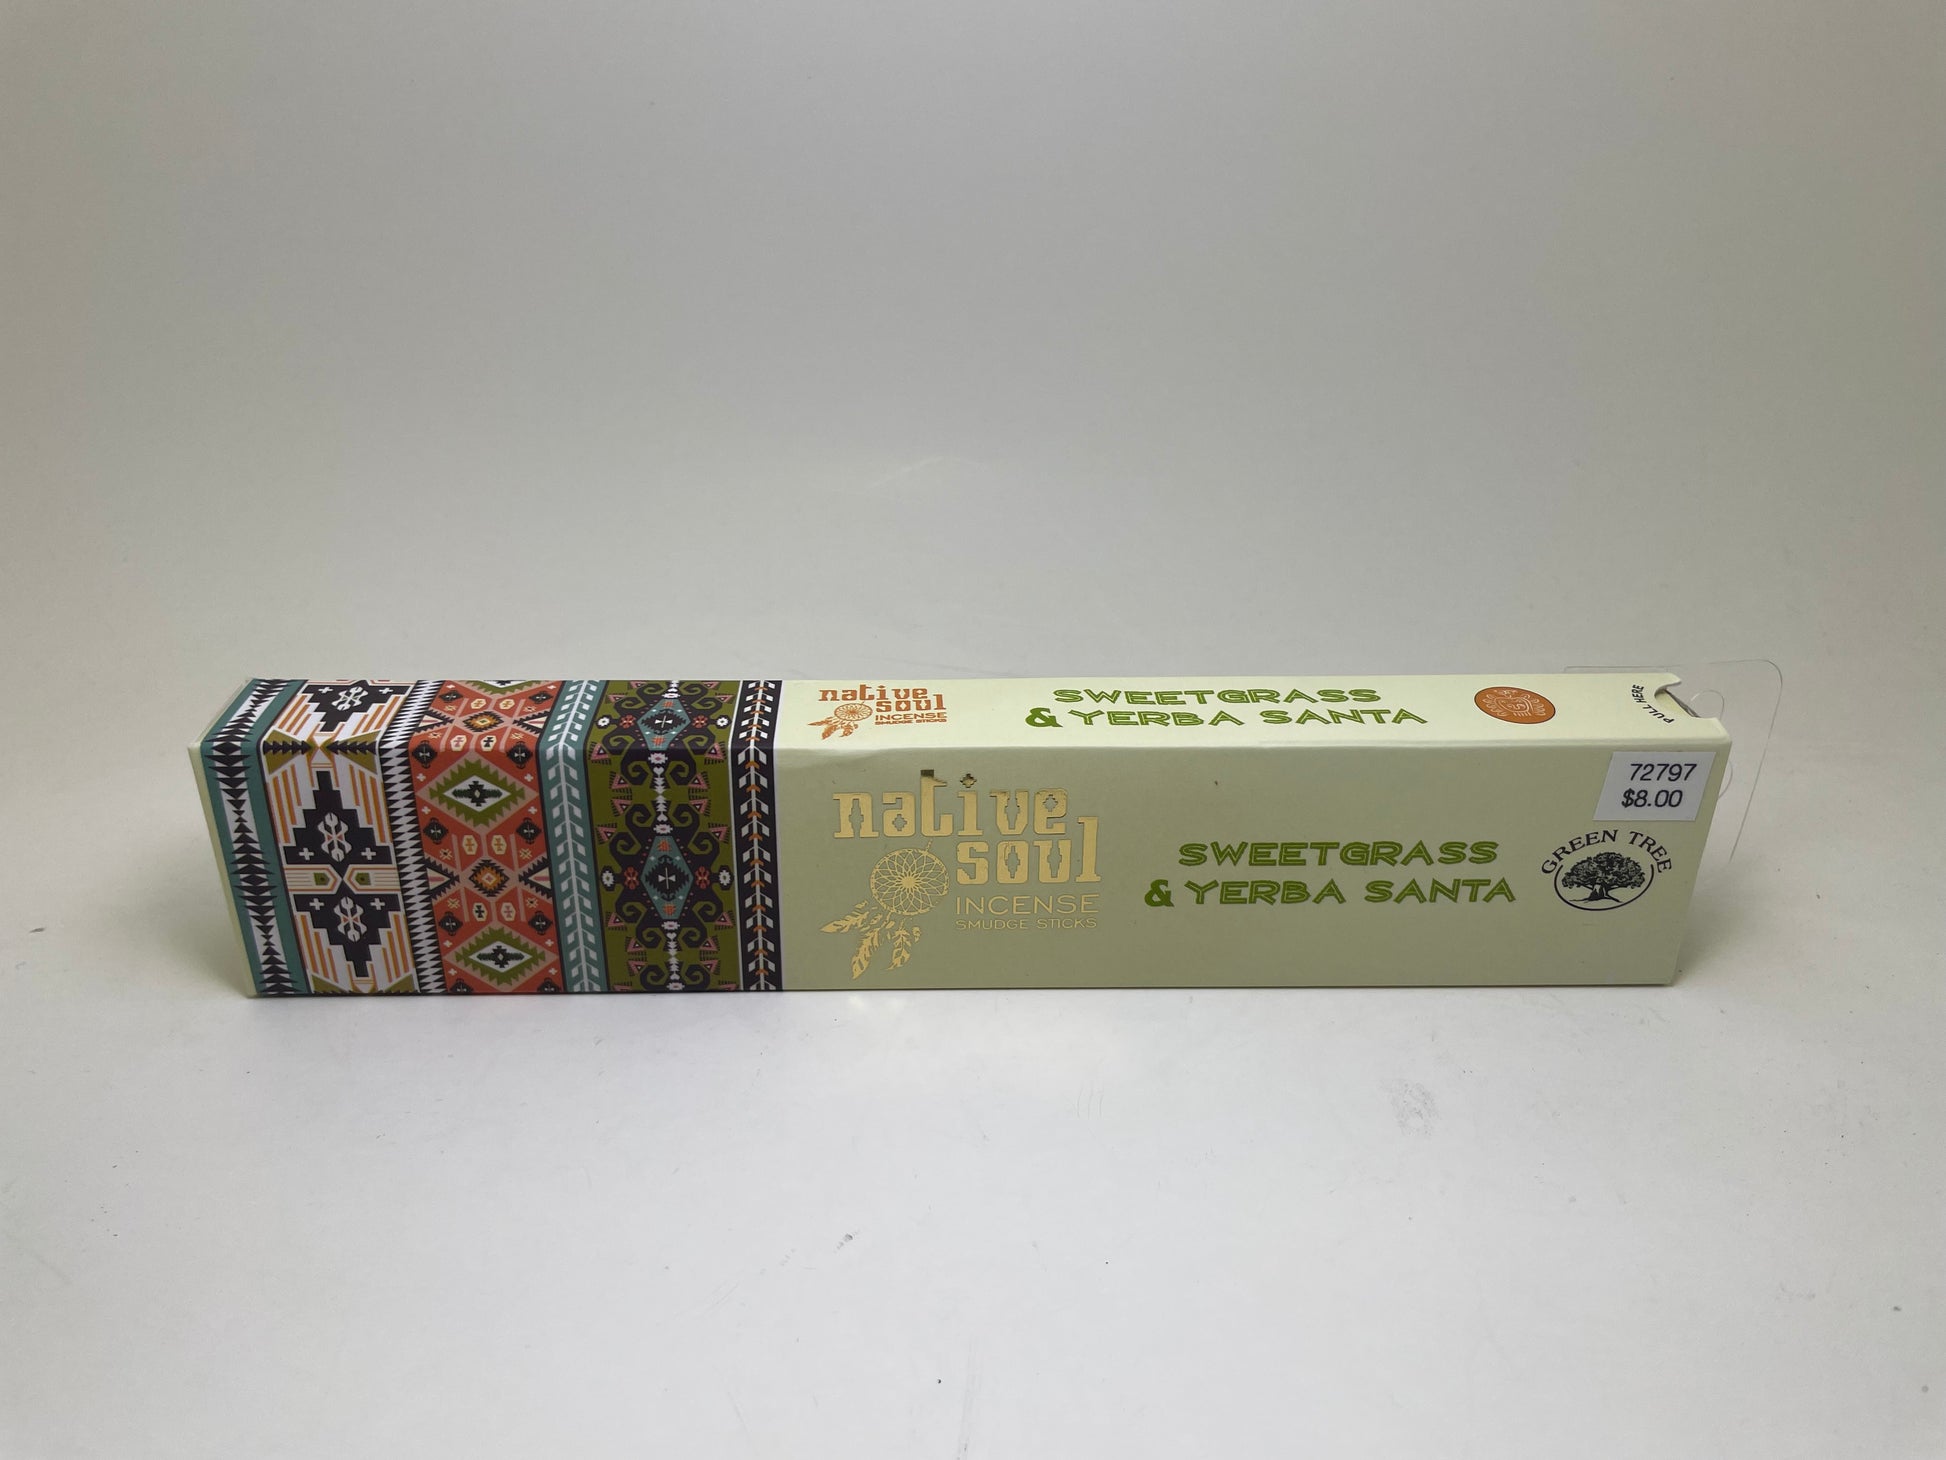 native
soul
INCENSE
SMUDGE STICKS
SWEETGRASS
& YERBA SANTA
PULL HERE
72797
$8.00
native
soul
INCENSE
SMUDGE STICKS
SWEETGRASS
& YERBA SANTA
GREEN TREE